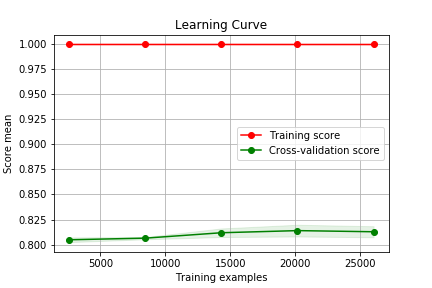 Learning Curve
1.000
0.975
0.950
0.925
0.900
0.875
0.850
0.825
0.800
Score mean
Training score
Cross-validation score
5000 10000 15000 20000 25000
Training examples